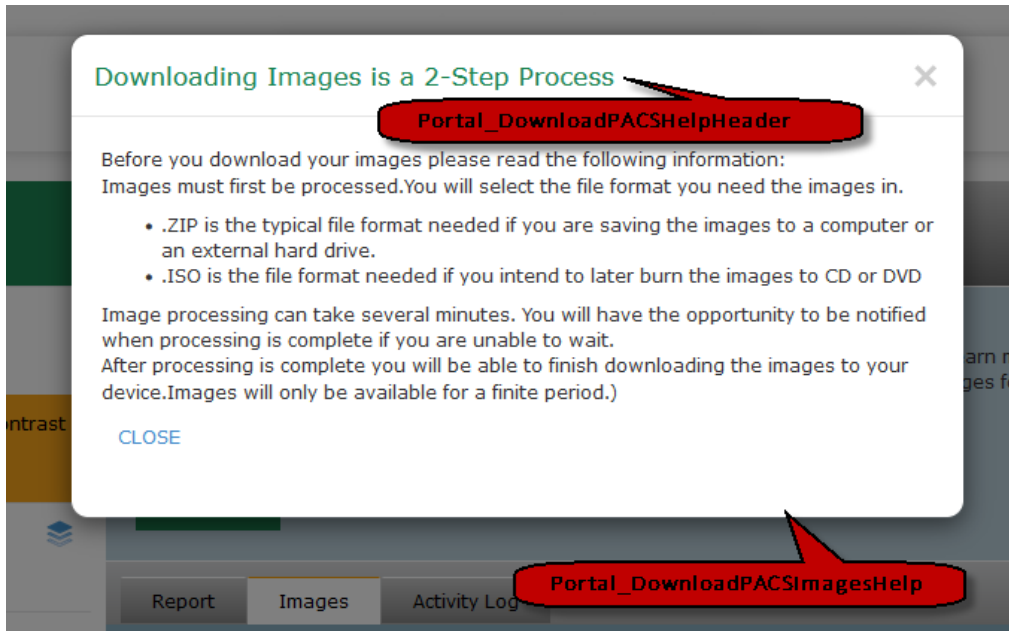 Downloading Images is a 2-Step Process
×
Portal_DownloadPACSHelpHeader
Before you download your images please read the following information:
Images must first be processed.You will select the file format you need the images in.
• .ZIP is the typical file format needed if you are saving the images to a computer or
an external hard drive.
• .ISO is the file format needed if you intend to later burn the images to CD or DVD
Image processing can take several minutes. You will have the opportunity to be notified
when processing is complete if you are unable to wait.
After processing is complete you will be able to finish downloading the images to your
device.Images will only be available for a finite period.)
CLOSE
Portal_DownloadPACSImagesHelp
Report
Images
Activity Log